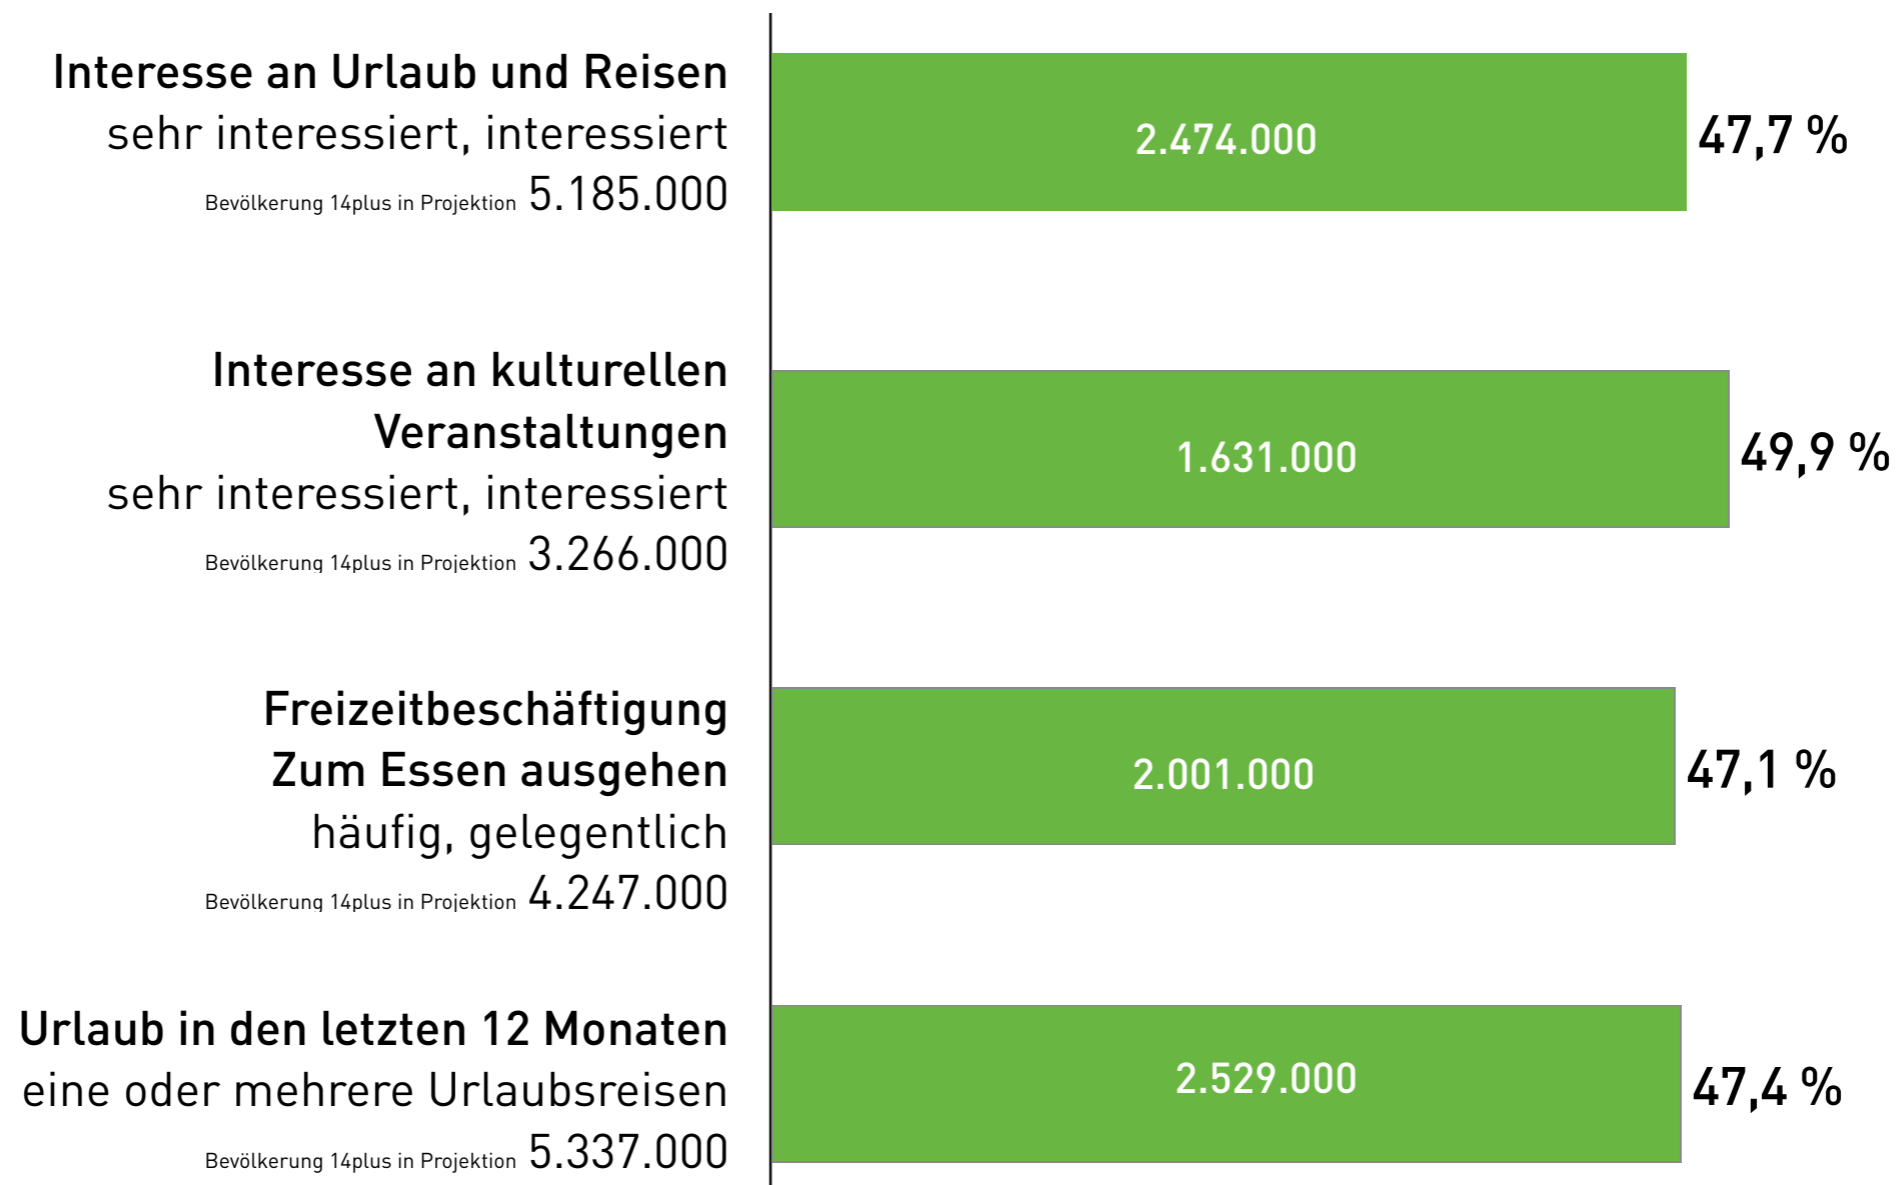 Interesse an Urlaub und Reisen
sehr interessiert, interessiert
Bevölkerung 14plus in Projektion 5.185.000
2.474.000
47,7 %
Interesse an kulturellen
Veranstaltungen
sehr interessiert, interessiert
Bevölkerung 14plus in Projektion 3.266.000
1.631.000
49,9 %
Freizeitbeschäftigung
Zum Essen ausgehen
häufig, gelegentlich
Bevölkerung 14plus in Projektion 4.247.000
2.001.000
47,1 %
Urlaub in den letzten 12 Monaten
eine oder mehrere Urlaubsreisen
Bevölkerung 14plus in Projektion 5.337.000
2.529.000
47,4 %